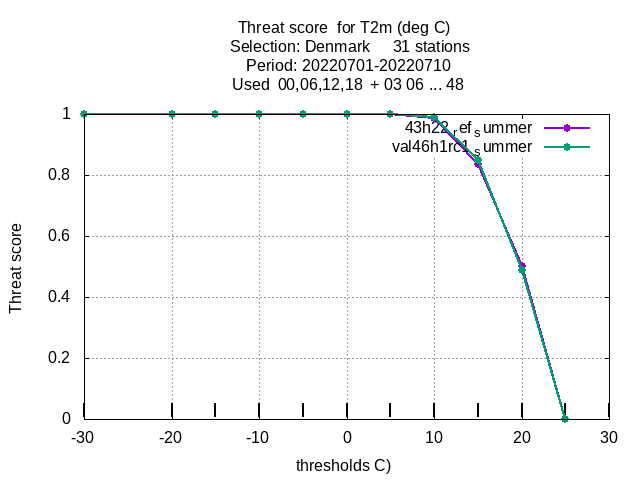 Threat score for T2m (deg C)
Selection: Denmark 31 stations
Period: 20220701-20220710
Used 00,06,12,18 + 03 06 ... 48
43h22_ref_summer
val46h1rc1_summer
1
0.8
0.6
0.4
0.2
0
Threat score
-30
-20
-10
0
10
20
30
thresholds C)